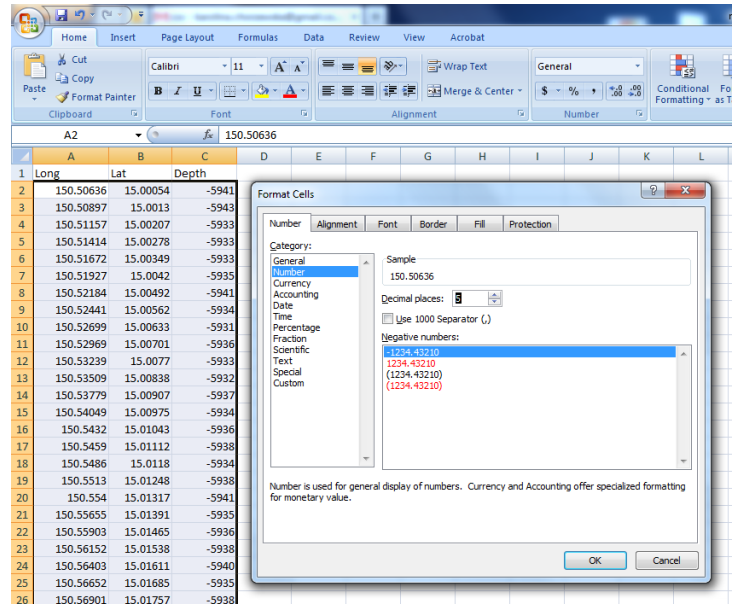 Home Insert Page Layout Formulas Data Review View Acrobat
Cut
Copy
Format Painter
Paste
Clipboard
Calibri 11
B I U
Font
Wrap Text
Merge & Center
Alignment
General
$ % ,
Number
Conditional
Formatting as T
A2 fx 150.50636
A B C D E F G H I J K L
1 Long Lat Depth
2 150.50636 15.00054 -5941
3 150.50897 15.0013 -5943
4 150.51157 15.00207 -5933
5 150.51414 15.00278 -5933
6 150.51672 15.00349 -5933
7 150.51927 15.0042 -5935
8 150.52184 15.00492 -5941
9 150.52441 15.00562 -5934
10 150.52699 15.00633 -5931
11 150.52969 15.00701 -5936
12 150.53239 15.0077 -5933
13 150.53509 15.00838 -5932
14 150.53779 15.00907 -5937
15 150.54049 15.00975 -5934
16 150.5432 15.01043 -5936
17 150.5459 15.01112 -5938
18 150.5486 15.0118 -5934
19 150.5513 15.01248 -5938
20 150.554 15.01317 -5941
21 150.55655 15.01391 -5935
22 150.55903 15.01465 -5936
23 150.56152 15.01538 -5938
24 150.56403 15.01611 -5940
25 150.56652 15.01685 -5935
26 150.56901 15.01757 -5938
Format Cells
Number Alignment Font Border Fill Protection
Category:
General
Number
Currency
Accounting
Date
Time
Percentage
Fraction
Scientific
Text
Special
Custom
Sample
150.50636
Decimal places: 5
Use 1000 Separator (,)
Negative numbers:
-1234.43210
1234.43210
(1234.43210)
(1234.43210)
Number is used for general display of numbers. Currency and Accounting offer specialized formatting
for monetary value.
OK Cancel